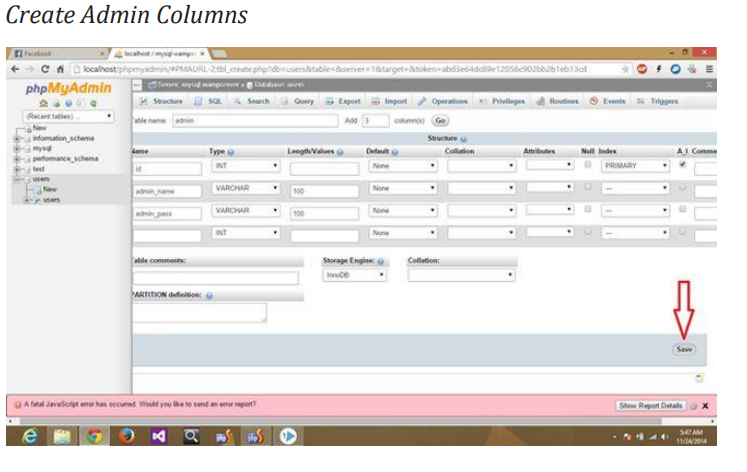 Create Admin Columns
Facebook
localhost / mysql wampse
localhost/phpmyadmin/#PMAURL-2:tbl_create.php?db=users&table=&server=1&target=&token=abd3e64dc89e12056c902bb2b1eb13cd
phpMyAdmin
Server: mysql wampserver » Database: users
(Recent tables) ...
Structure SQL Search Query Export Import Operations Privileges Routines Events Triggers
New
information_schema
mysql
performance_schema
test
users
New
users
able name admin Add 3 column(s) Go
Structure
Name Type Length/Values Default Collation Attributes Null Index A_I Comme
id INT None PRIMARY
admin_name VARCHAR 100 None ---
admin_pass VARCHAR 100 None ---
INT None ---
able comments: Storage Engine: Collation:
InnoDB
PARTITION definition:
Save
A fatal JavaScript error has occurred. Would you like to send an error report? Show Report Details X
5:47 AM
11/24/2014